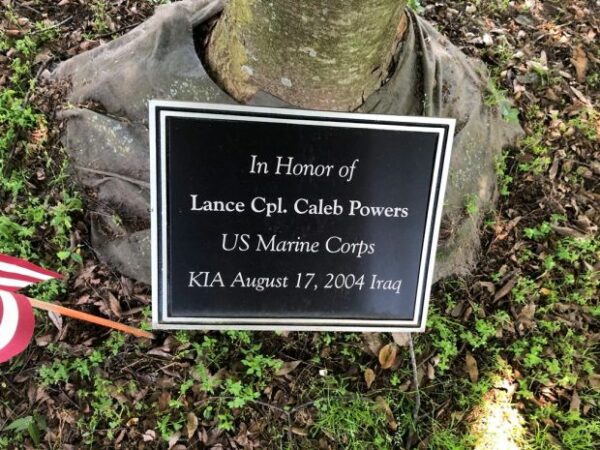 In Honor of
Lance Cpl. Caleb Powers
US Marine Corps
KIA August 17, 2004 Iraq